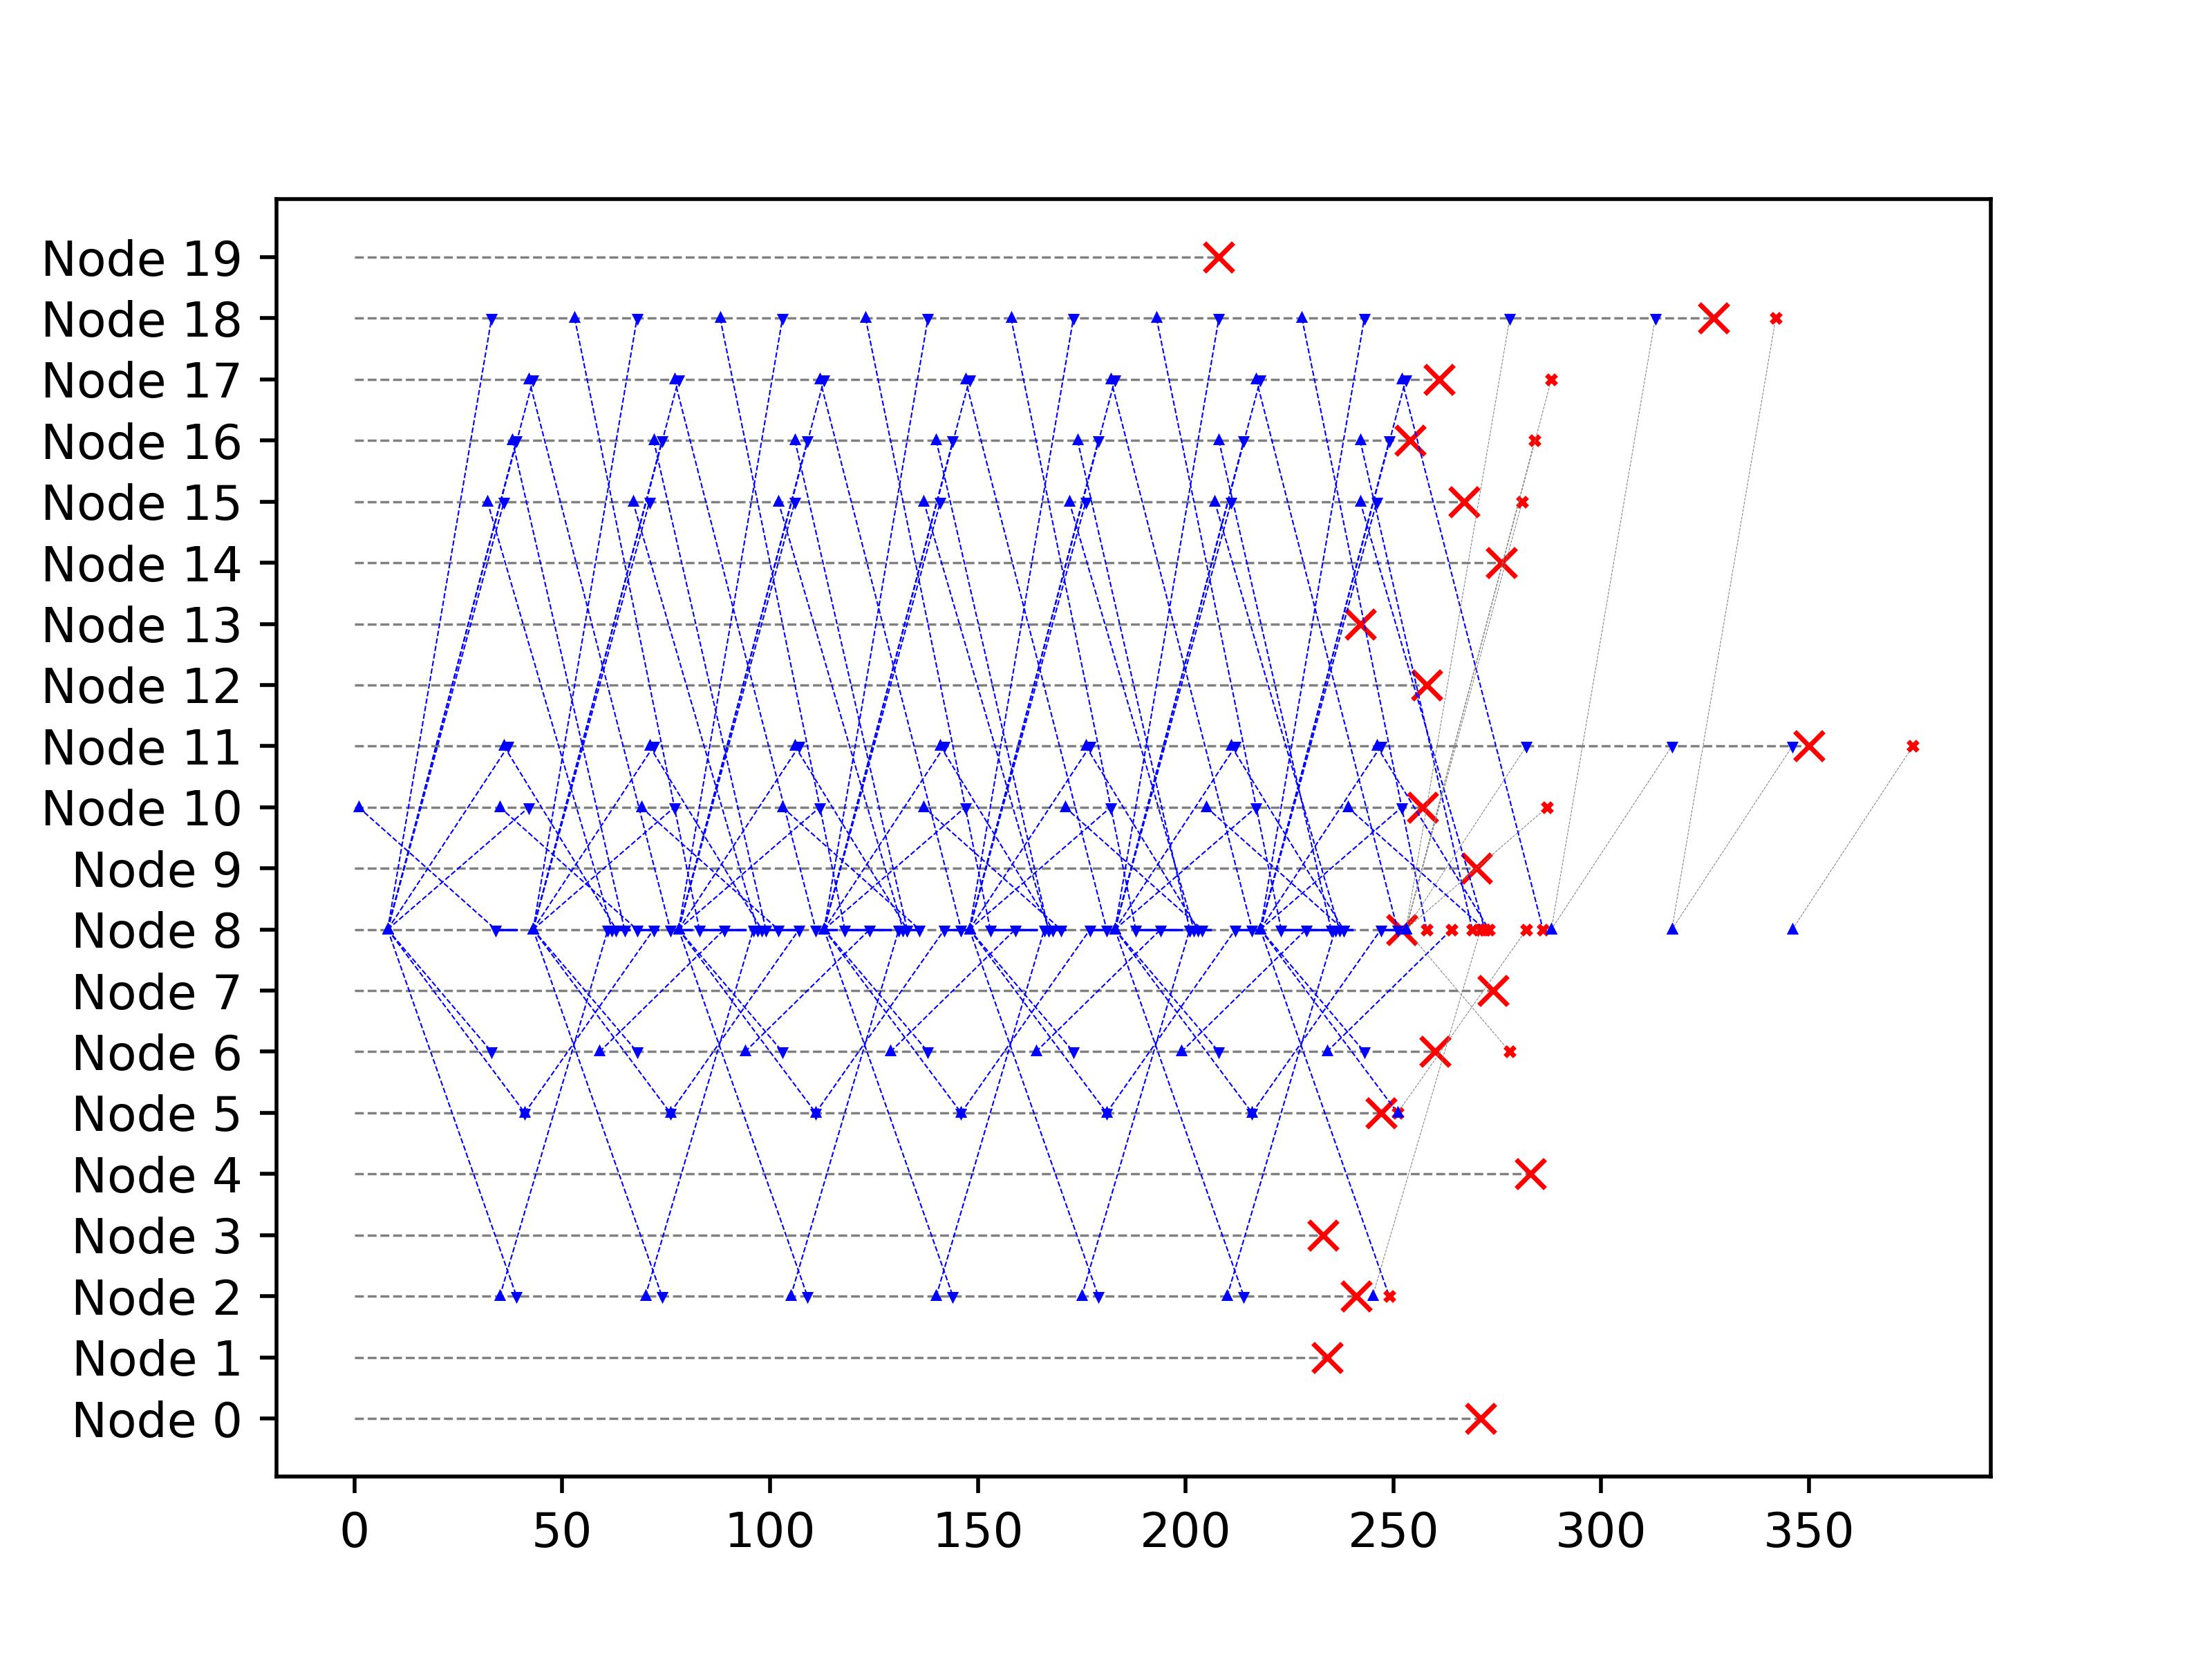 Node 19
Node 18
Node 17
Node 16
Node 15
Node 14
Node 13
Node 12
Node 11
Node 10
Node 9
Node 8
Node 7
Node 6
Node 5
Node 4
Node 3
Node 2
Node 1
Node 0
0 50 100 150 200 250 300 350